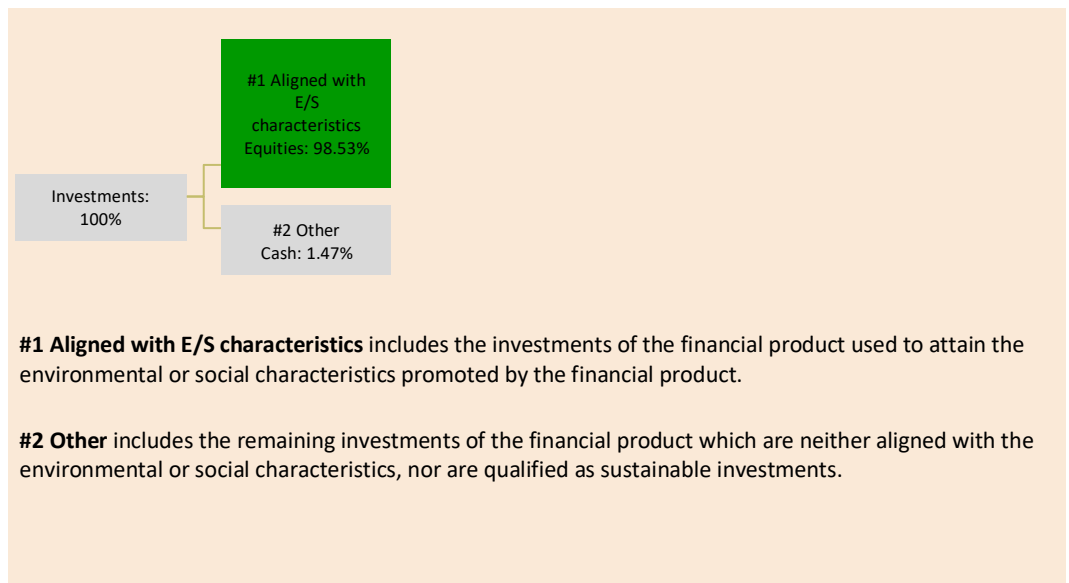 #1 Aligned with
E/S
characteristics
Equities: 98.53%
Investments:
100%
#2 Other
Cash: 1.47%
#1 Aligned with E/S characteristics includes the investments of the financial product used to attain the
environmental or social characteristics promoted by the financial product.
#2 Other includes the remaining investments of the financial product which are neither aligned with the
environmental or social characteristics, nor are qualified as sustainable investments.